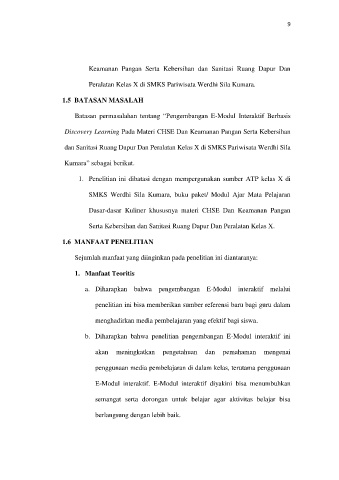 9
Keamanan Pangan Serta Kebersihan dan Sanitasi Ruang Dapur Dan
Peralatan Kelas X di SMKS Pariwisata Werdhi Sila Kumara.
1.5 BATASAN MASALAH
Batasan permasalahan tentang “Pengembangan E-Modul Interaktif Berbasis
Discovery Learning Pada Materi CHSE Dan Keamanan Pangan Serta Kebersihan
dan Sanitasi Ruang Dapur Dan Peralatan Kelas X di SMKS Pariwisata Werdhi Sila
Kumara” sebagai berikut.
1. Penelitian ini dibatasi dengan mempergunakan sumber ATP kelas X di
SMKS Werdhi Sila Kumara, buku paket/ Modul Ajar Mata Pelajaran
Dasar-dasar Kuliner khususnya materi CHSE Dan Keamanan Pangan
Serta Kebersihan dan Sanitasi Ruang Dapur Dan Peralatan Kelas X.
1.6 MANFAAT PENELITIAN
Sejumlah manfaat yang diinginkan pada penelitian ini diantaranya:
1. Manfaat Teoritis
a. Diharapkan bahwa pengembangan E-Modul interaktif melalui
penelitian ini bisa memberikan sumber referensi baru bagi guru dalam
menghadirkan media pembelajaran yang efektif bagi siswa.
b. Diharapkan bahwa penelitian pengembangan E-Modul interaktif ini
akan meningkatkan pengetahuan dan pemahaman mengenai
penggunaan media pembelajaran di dalam kelas, terutama penggunaan
E-Modul interaktif. E-Modul interaktif diyakini bisa menumbuhkan
semangat serta dorongan untuk belajar agar aktivitas belajar bisa
berlangsung dengan lebih baik.